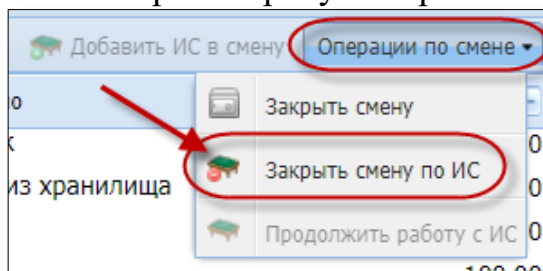 Добавить ИС в смену Операции по смене
Закрыть смену
Закрыть смену по ИС
из хранилища
Продолжить работу с ИС